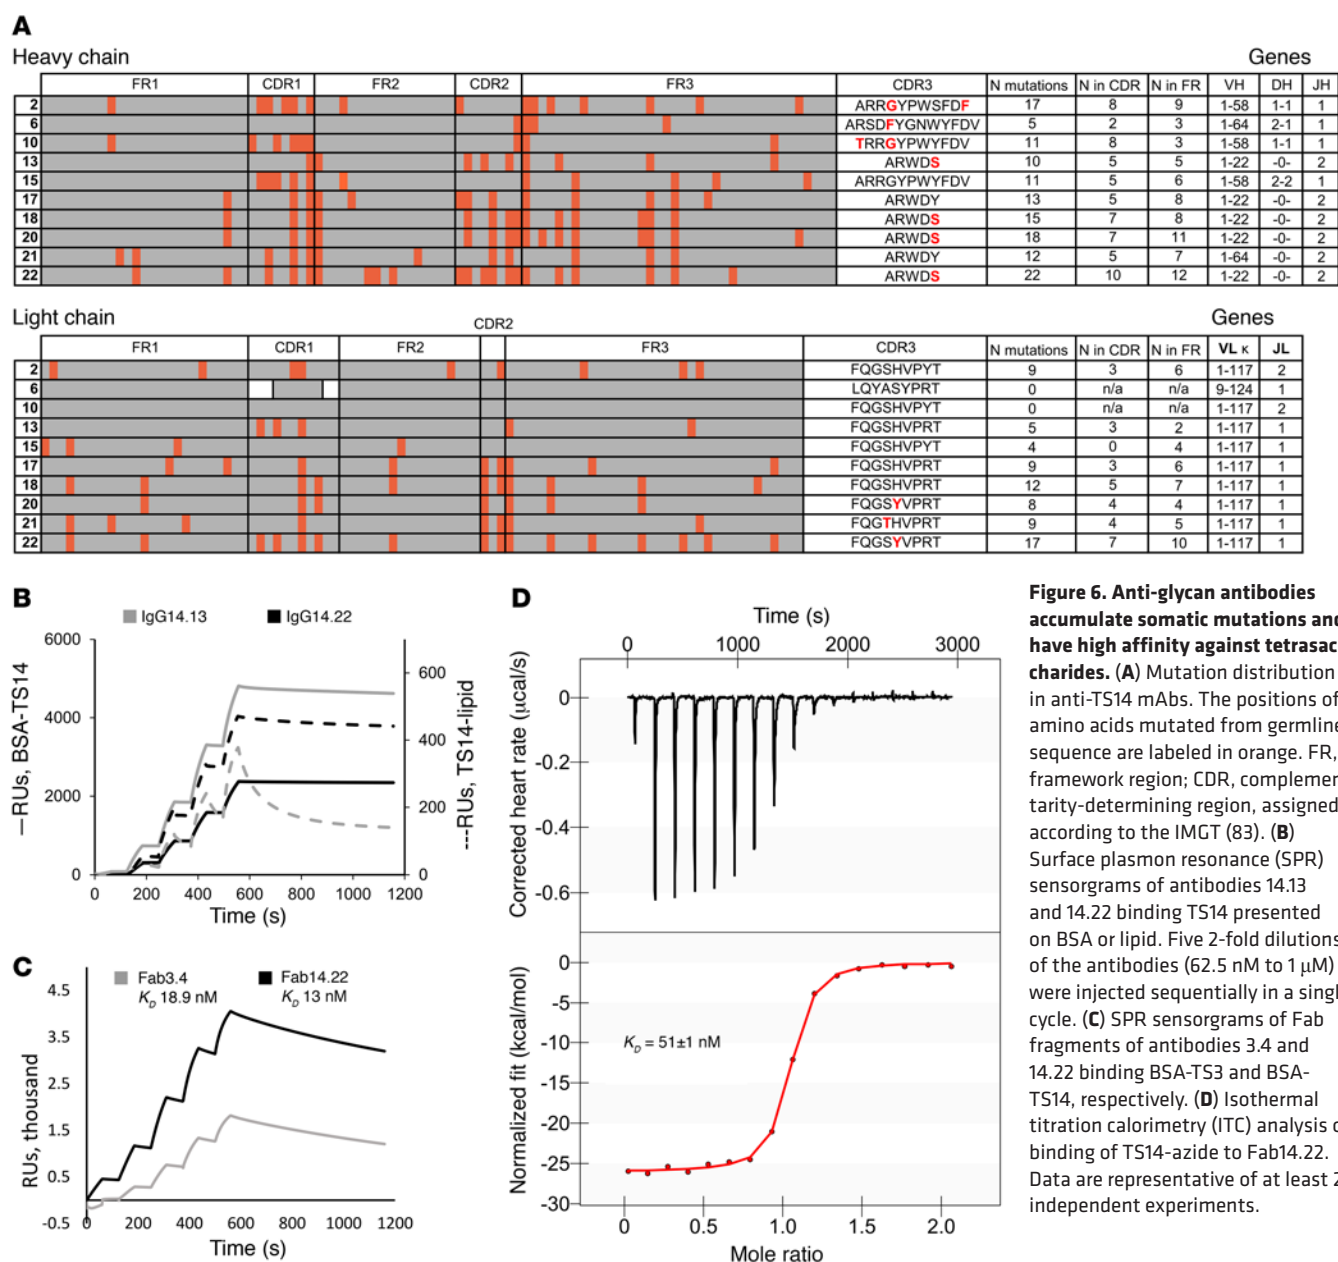 A
Heavy chain
Genes
FR1 CDR1 FR2 CDR2 FR3 CDR3 N mutations N in CDR N in FR VH DH JH
2 ARRGYPWSFDF 17 8 9 1-58 1-1 1
6 ARSDFYGNWYFDV 5 2 3 1-64 2-1 1
10 TRRGYPWYFDV 11 8 3 1-58 1-1 1
13 ARWDS 10 5 5 1-22 -0- 2
15 ARRGYPWYFDV 11 5 6 1-58 2-2 1
17 ARWDY 13 5 8 1-22 -0- 2
18 ARWDS 15 7 8 1-22 -0- 2
20 ARWDS 18 7 11 1-22 -0- 2
21 ARWDY 12 5 7 1-64 -0- 2
22 ARWDS 22 10 12 1-22 -0- 2
Light chain
CDR2
Genes
FR1 CDR1 FR2 FR3 CDR3 N mutations N in CDR N in FR VL κ JL
2 FQGSHVPYT 9 3 6 1-117 2
6 LQYASYPRT 0 n/a n/a 9-124 1
10 FQGSHVPYT 0 n/a n/a 1-117 2
13 FQGSHVPRT 5 3 2 1-117 1
15 FQGSHVPYT 4 0 4 1-117 1
17 FQGSHVPRT 9 3 6 1-117 1
18 FQGSHVPRT 12 5 7 1-117 1
20 FQGSYVPRT 8 4 4 1-117 1
21 FQGTHVPRT 9 4 5 1-117 1
22 FQGSYVPRT 17 7 10 1-117 1
B
IgG14.13 IgG14.22
—RUs, BSA-TS14
6000
4000
2000
0
600
400
200
0
---RUs, TS14-lipid
0 200 400 600 800 1000 1200
Time (s)
C
Fab3.4 Fab14.22
KD 18.9 nM KD 13 nM
RUs, thousand
4.5
3.5
2.5
1.5
0.5
-0.5
0 200 400 600 800 1000 1200
Time (s)
D
Time (s)
0 1000 2000 3000
Corrected heart rate (µcal/s)
0
-0.2
-0.4
-0.6
Normalized fit (kcal/mol)
0
-5
-10
-15
-20
-25
-30
KD = 51±1 nM
0 0.5 1.0 1.5 2.0
Mole ratio
Figure 6. Anti-glycan antibodies
accumulate somatic mutations and
have high affinity against tetrasac
charides. (A) Mutation distribution
in anti-TS14 mAbs. The positions of
amino acids mutated from germline
sequence are labeled in orange. FR,
framework region; CDR, complemen
tarity-determining region, assigned
according to the IMGT (83). (B)
Surface plasmon resonance (SPR)
sensorgrams of antibodies 14.13
and 14.22 binding TS14 presented
on BSA or lipid. Five 2-fold dilutions
of the antibodies (62.5 nM to 1 µM)
were injected sequentially in a singl
cycle. (C) SPR sensorgrams of Fab
fragments of antibodies 3.4 and
14.22 binding BSA-TS3 and BSA-
TS14, respectively. (D) Isothermal
titration calorimetry (ITC) analysis o
binding of TS14-azide to Fab14.22.
Data are representative of at least 2
independent experiments.